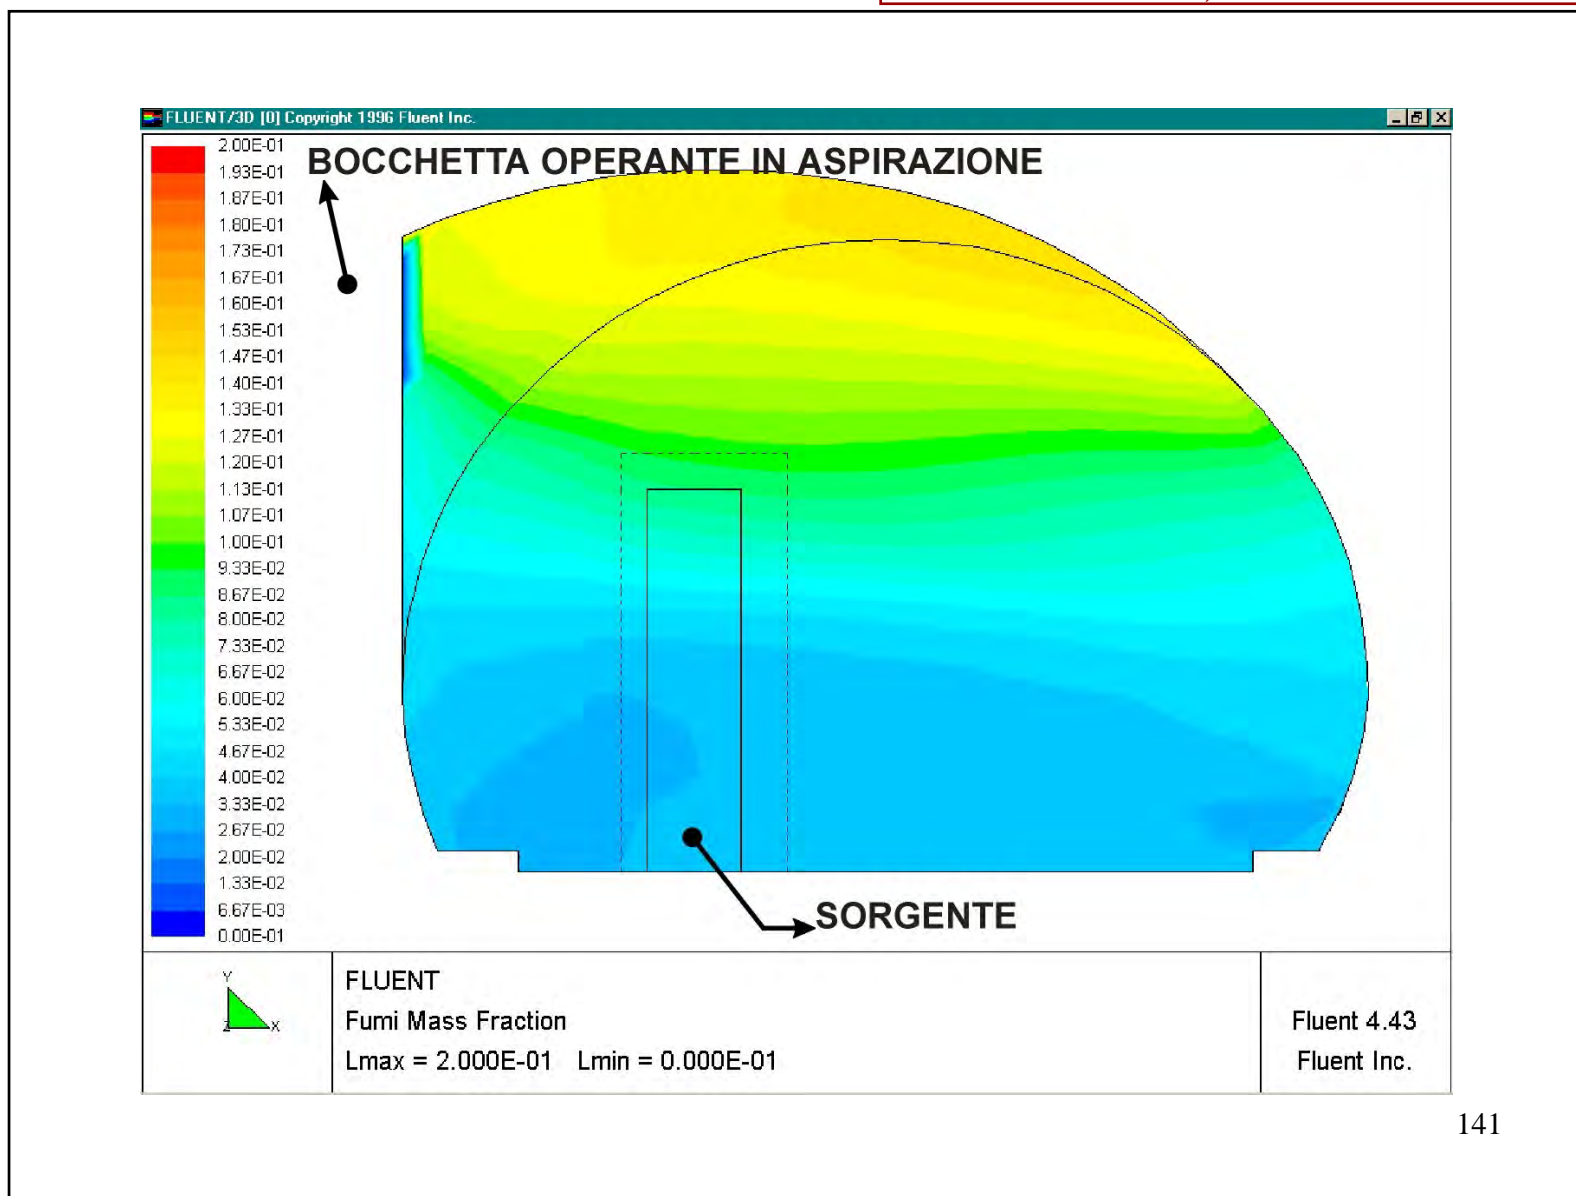 FLUENT/3D [0] Copyright 1996 Fluent Inc.
BOCCHETTA OPERANTE IN ASPIRAZIONE
2.00E-01
1.93E-01
1.87E-01
1.80E-01
1.73E-01
1.67E-01
1.60E-01
1.53E-01
1.47E-01
1.40E-01
1.33E-01
1.27E-01
1.20E-01
1.13E-01
1.07E-01
1.00E-01
9.33E-02
8.67E-02
8.00E-02
7.33E-02
6.67E-02
6.00E-02
5.33E-02
4.67E-02
4.00E-02
3.33E-02
2.67E-02
2.00E-02
1.33E-02
6.67E-03
0.00E-01
SORGENTE
Y
Z X
FLUENT
Fumi Mass Fraction
Lmax = 2.000E-01 Lmin = 0.000E-01
Fluent 4.43
Fluent Inc.
141